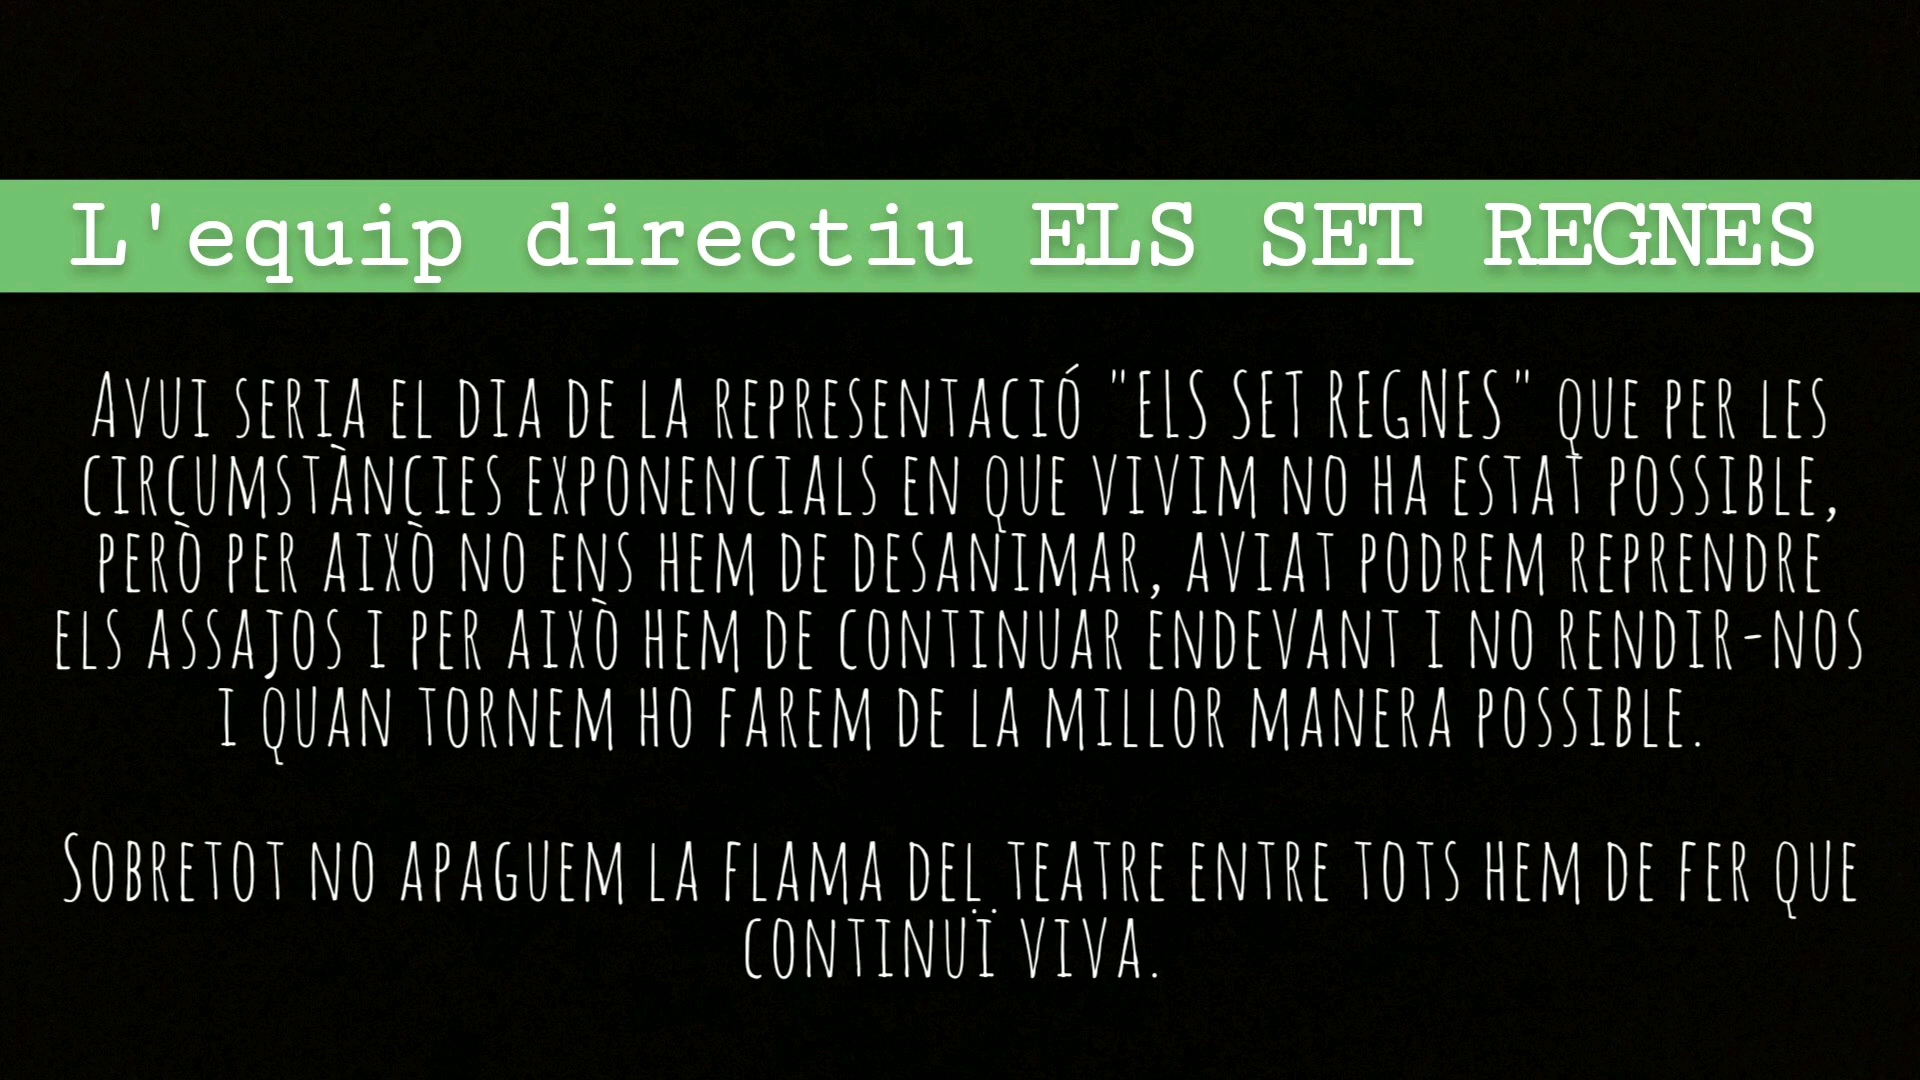 L'equip directiu ELS SET REGNES
Avui seria el dia de la representació "ELS SET REGNES" que per les
circumstàncies exponencials en que vivim no ha estat possible,
però per això no ens hem de desanimar, aviat podrem reprendre
els assajos i per això hem de continuar endevant i no rendir-nos
i quan tornem ho farem de la millor manera possible.
Sobretot no apaguem la flama del teatre entre tots hem de fer que
continuï viva.